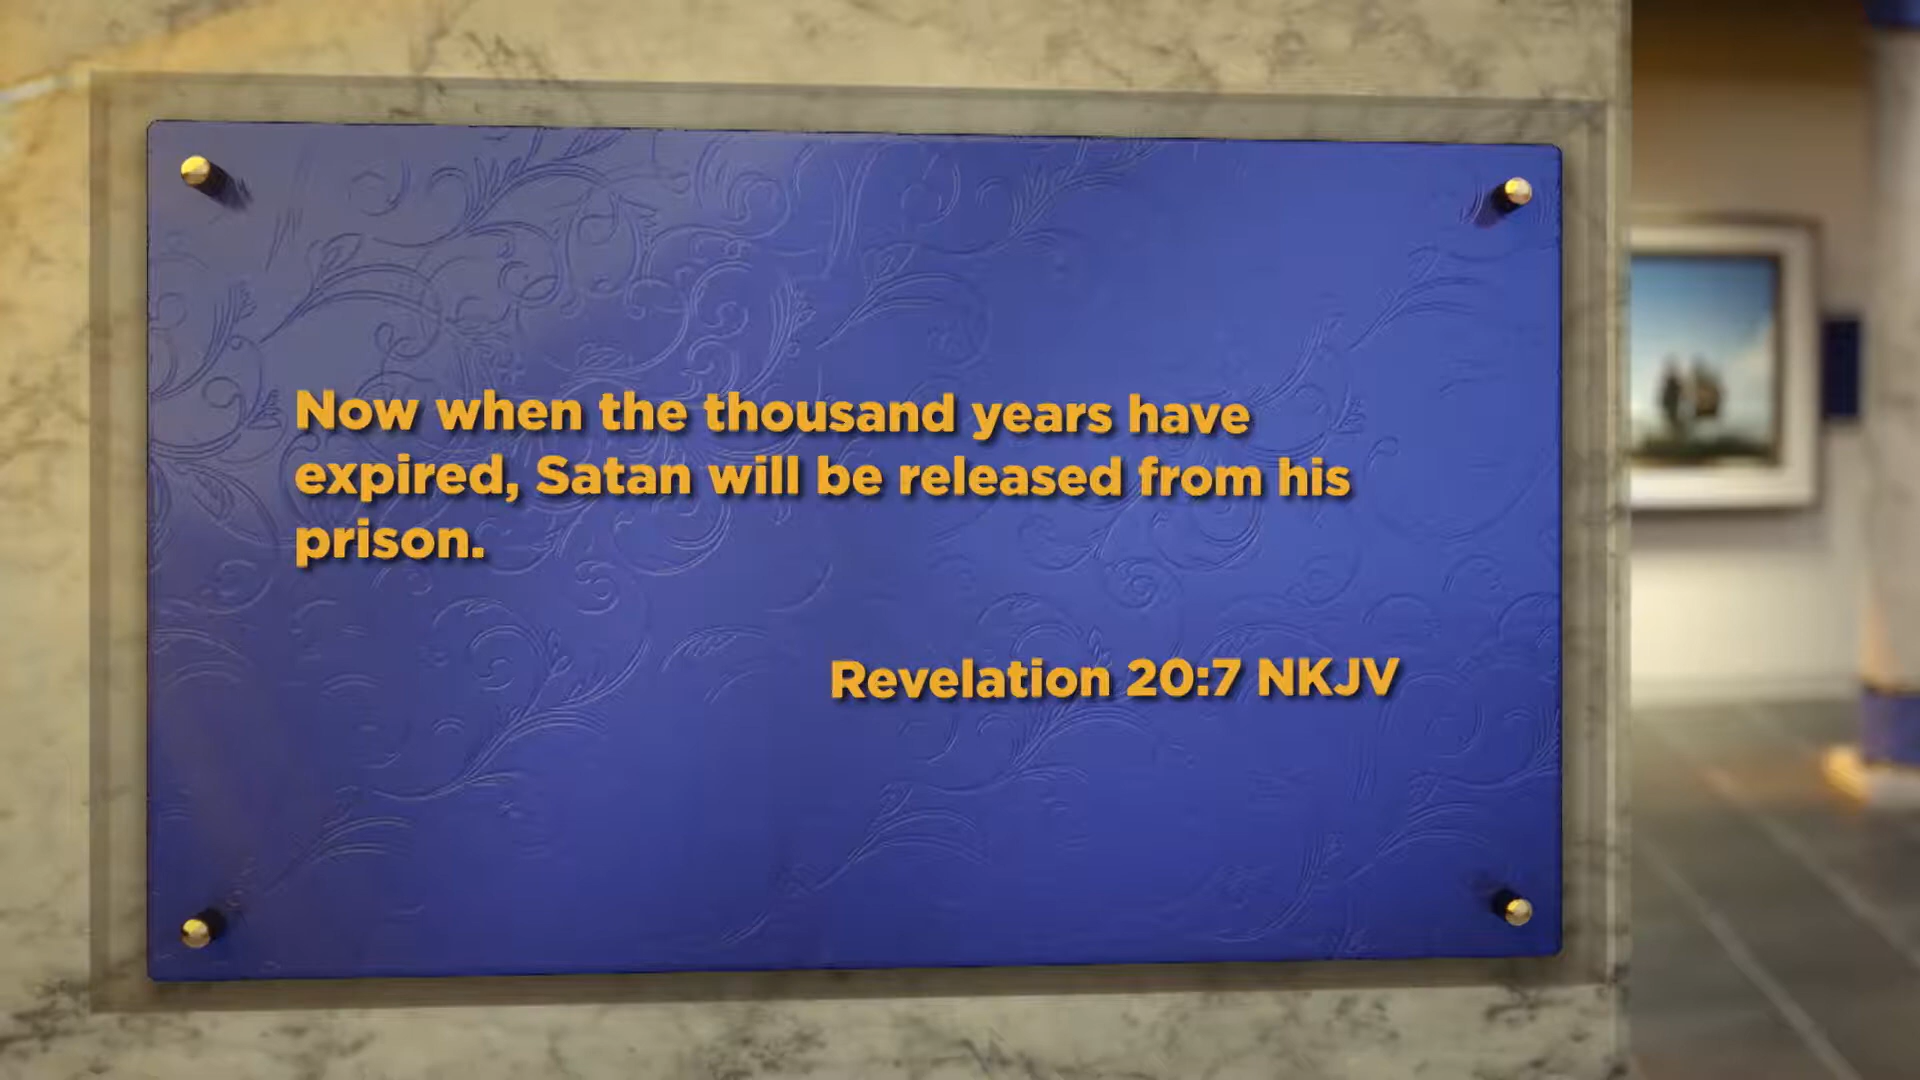 Now when the thousand years have
expired, Satan will be released from his
prison.
Revelation 20:7 NKJV